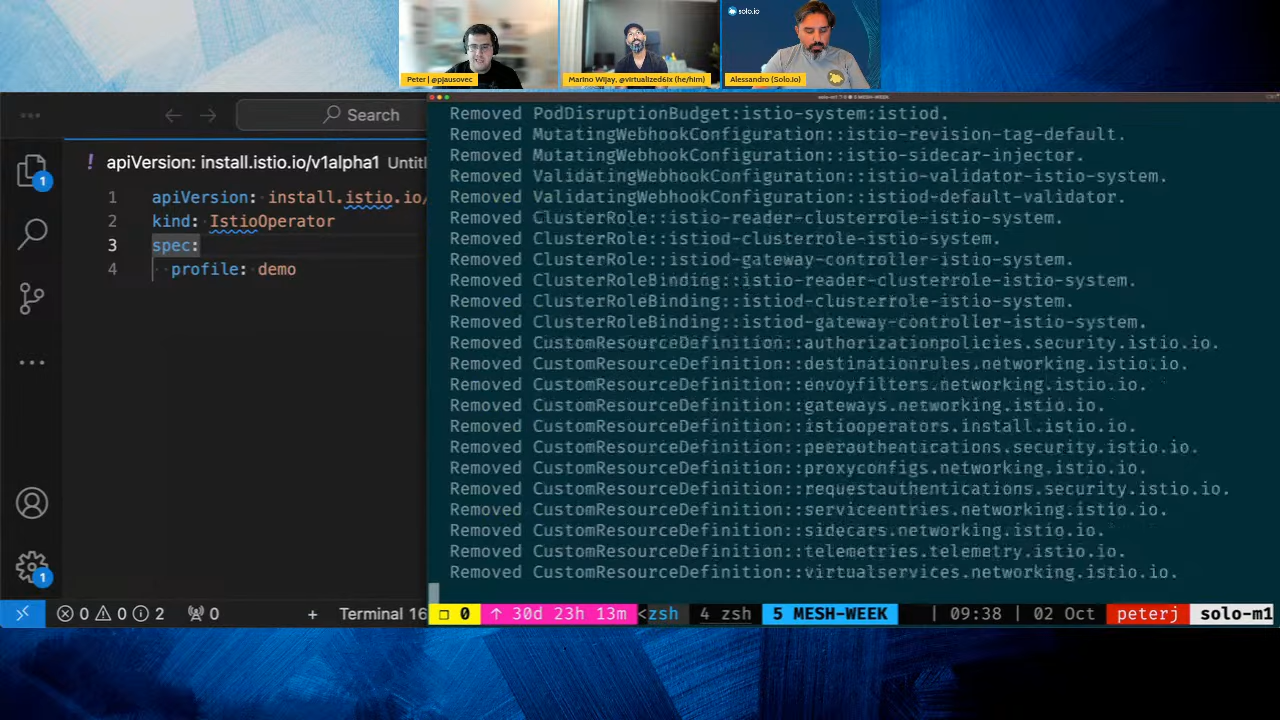 solo.io
Peter | @pjausovec
Marino Wijay, @virtualized6ix (he/him)
Alessandro (Solo.io)
Search
solo-m1
MESH-WEEK
! apiVersion: install.istio.io/v1alpha1 Untitl
1 apiVersion: install.istio.io/
2 kind: IstioOperator
3 spec:
4 profile: demo
1
1
0 0 2 0
+ Terminal 16
Removed PodDisruptionBudget:istio-system:istiod.
Removed MutatingWebhookConfiguration::istio-revision-tag-default.
Removed MutatingWebhookConfiguration::istio-sidecar-injector.
Removed ValidatingWebhookConfiguration::istio-validator-istio-system.
Removed ValidatingWebhookConfiguration::istiod-default-validator.
Removed ClusterRole::istio-reader-clusterrole-istio-system.
Removed ClusterRole::istiod-clusterrole-istio-system.
Removed ClusterRole::istiod-gateway-controller-istio-system.
Removed ClusterRoleBinding::istio-reader-clusterrole-istio-system.
Removed ClusterRoleBinding::istiod-clusterrole-istio-system.
Removed ClusterRoleBinding::istiod-gateway-controller-istio-system.
Removed CustomResourceDefinition::authorizationpolicies.security.istio.io.
Removed CustomResourceDefinition::destinationrules.networking.istio.io.
Removed CustomResourceDefinition::envoyfilters.networking.istio.io.
Removed CustomResourceDefinition::gateways.networking.istio.io.
Removed CustomResourceDefinition::istiooperators.install.istio.io.
Removed CustomResourceDefinition::peerauthentications.security.istio.io.
Removed CustomResourceDefinition::proxyconfigs.networking.istio.io.
Removed CustomResourceDefinition::requestauthentications.security.istio.io.
Removed CustomResourceDefinition::serviceentries.networking.istio.io.
Removed CustomResourceDefinition::sidecars.networking.istio.io.
Removed CustomResourceDefinition::telemetries.telemetry.istio.io.
Removed CustomResourceDefinition::virtualservices.networking.istio.io.
❐ 0 ↑ 30d 23h 13m <zsh 4 zsh 5 MESH-WEEK | 09:38 | 02 Oct peterj solo-m1